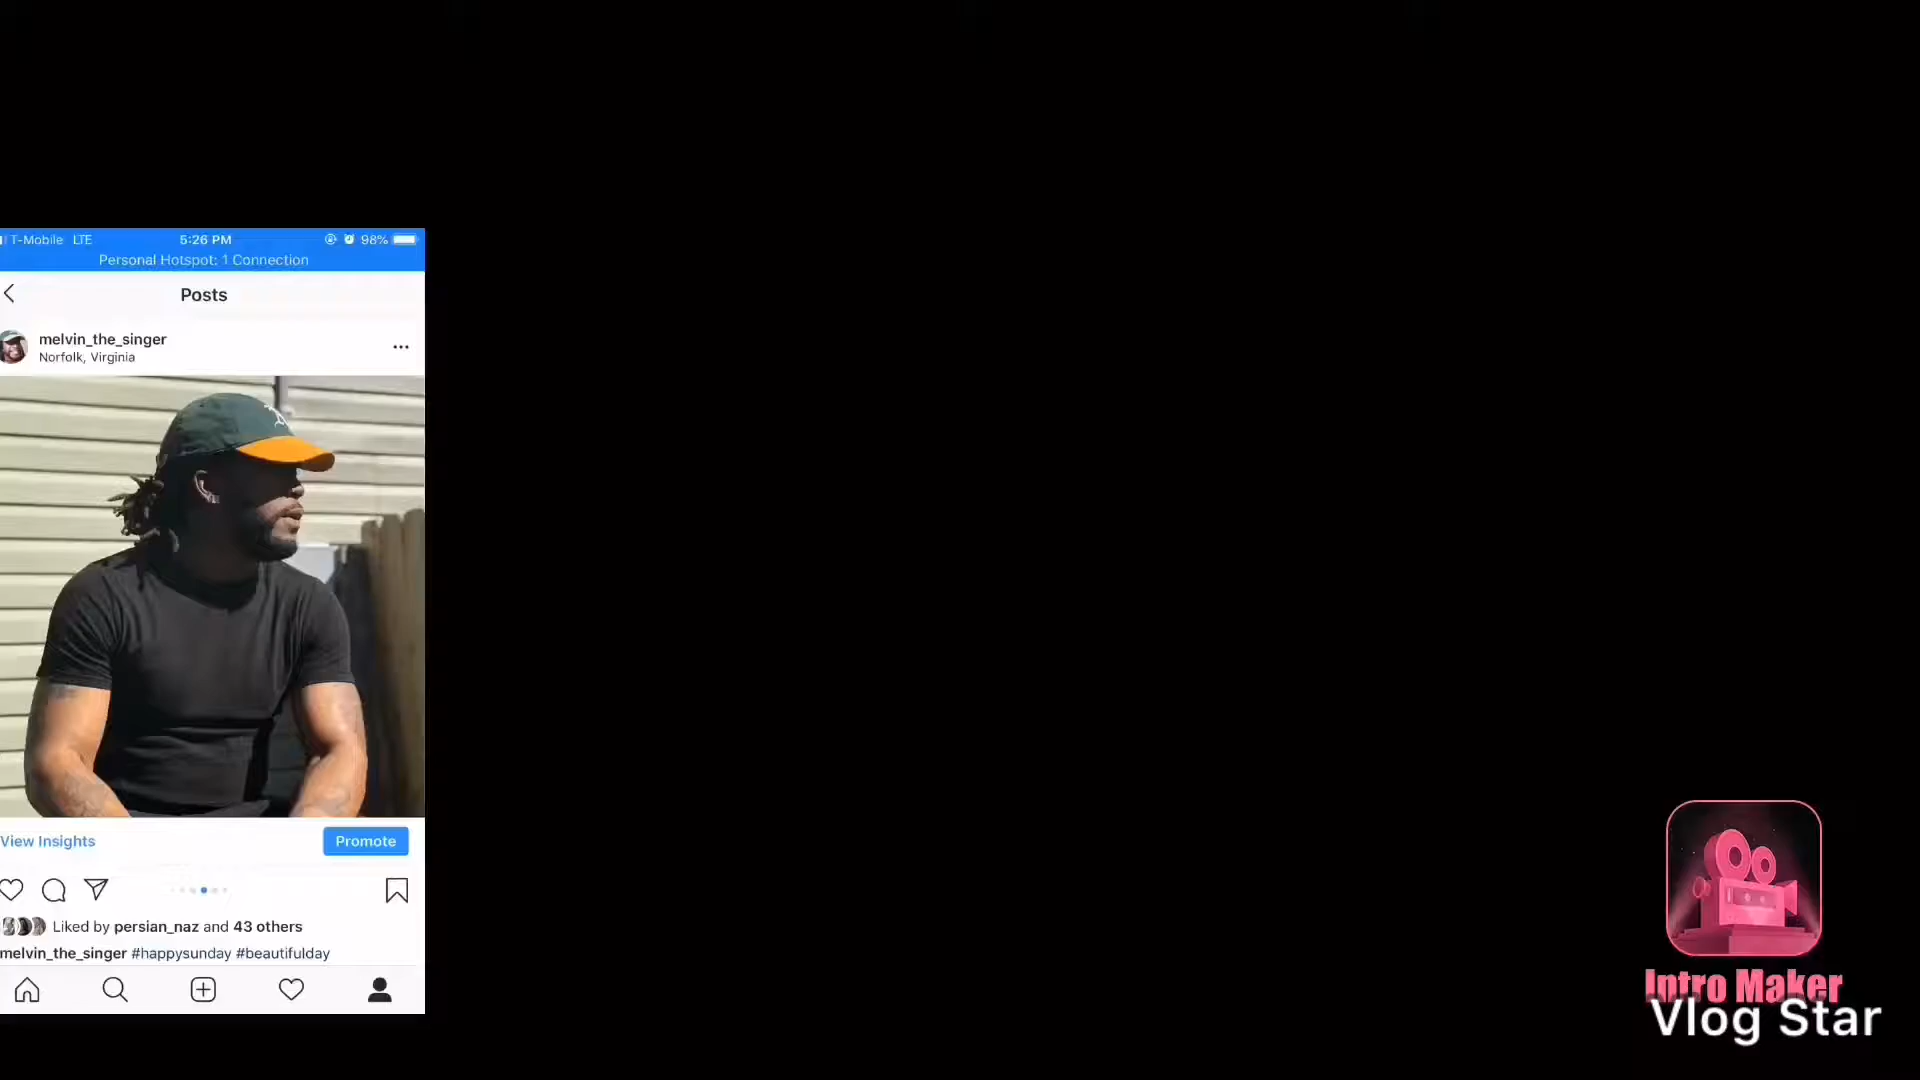 T-Mobile LTE 5:26 PM 98%
Personal Hotspot: 1 Connection
Posts
melvin_the_singer
Norfolk, Virginia
View Insights
Promote
Liked by persian_naz and 43 others
melvin_the_singer #happysunday #beautifulday
Intro Maker
Vlog Star